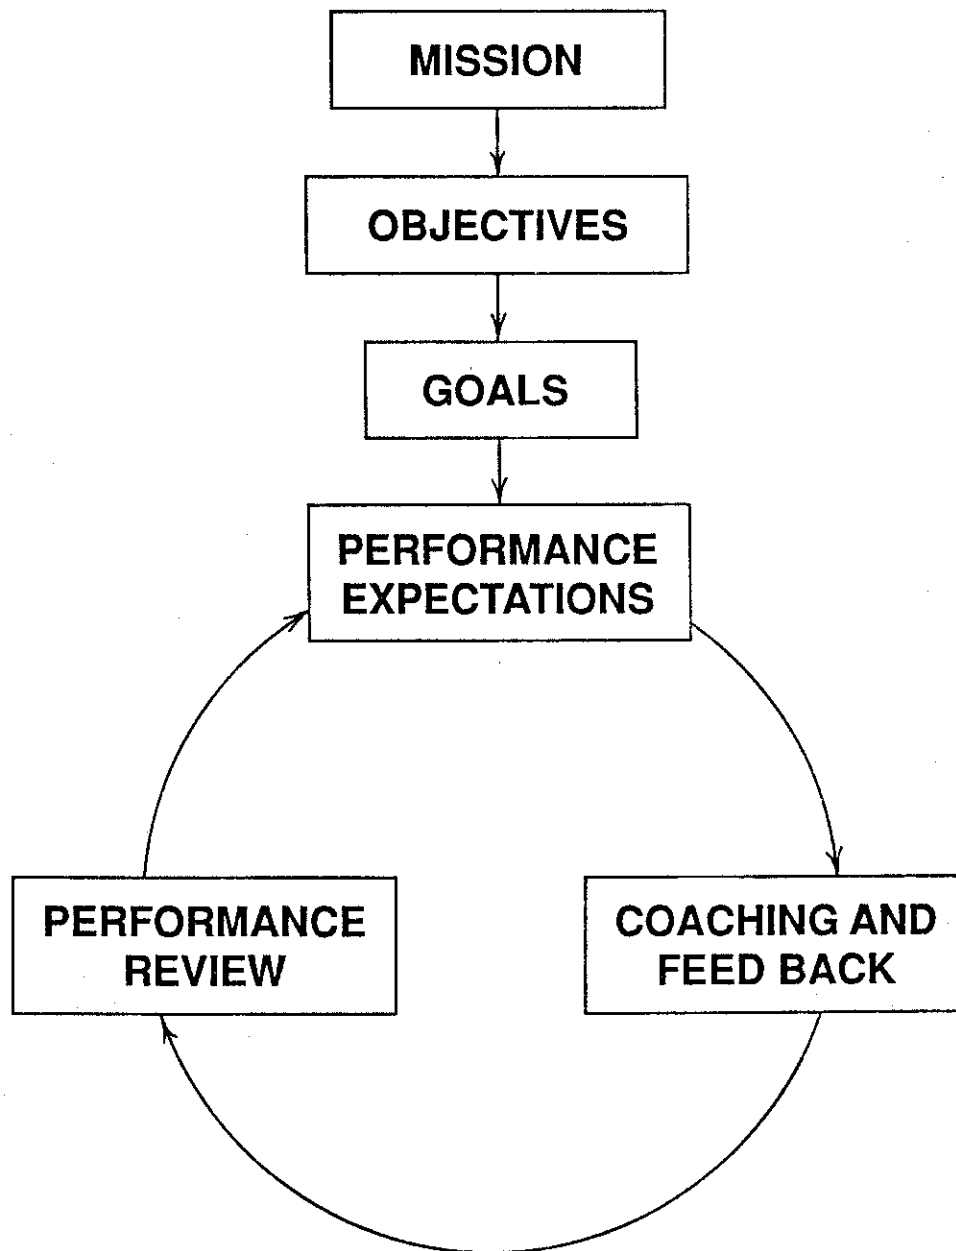 MISSION
OBJECTIVES
GOALS
PERFORMANCE
EXPECTATIONS
PERFORMANCE
REVIEW
COACHING AND
FEED BACK